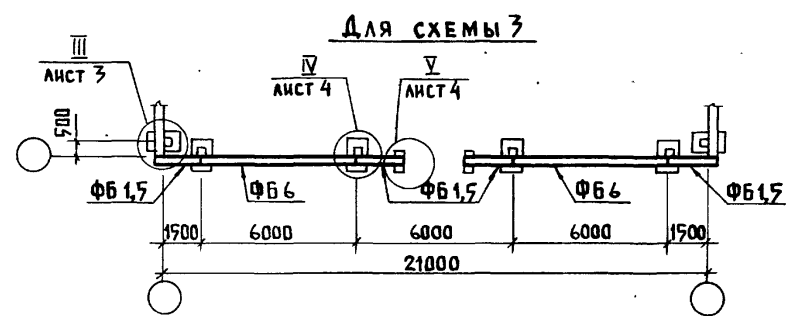 Для схемы 3
III
лист 3
IV
лист 4
V
лист 4
500
ФБ 1,5
ФБ 6
ФБ 1,5
ФБ 6
ФБ 1,5
1500
6000
6000
6000
1500
21000